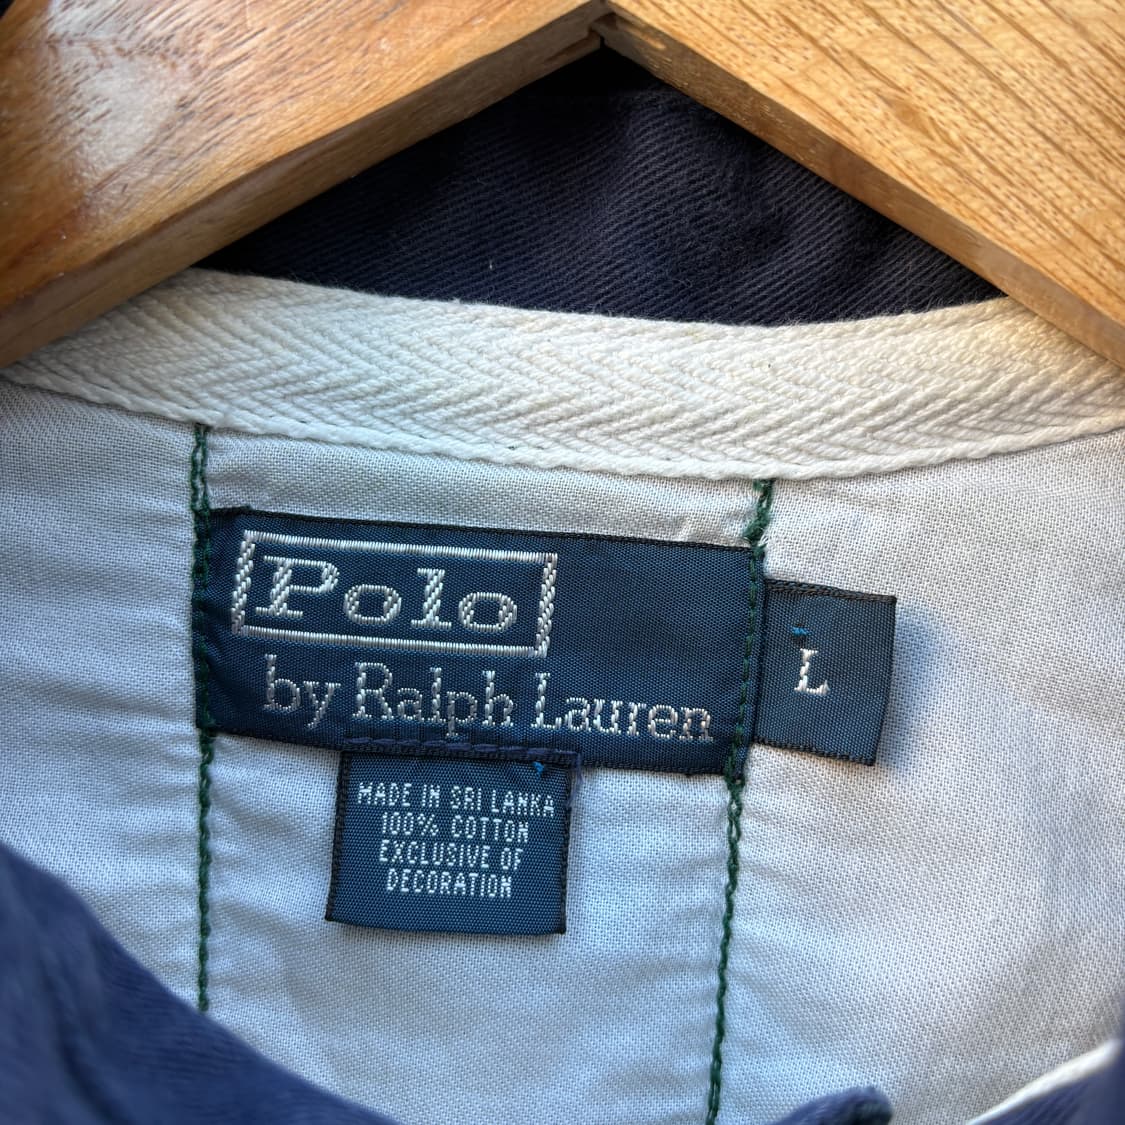 Polo
by Ralph Lauren
L
MADE IN SRI LANKA
100% COTTON
EXCLUSIVE OF
DECORATION